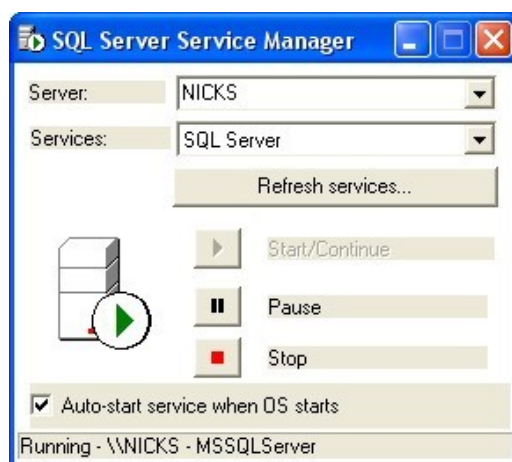 SQL Server Service Manager
Server: NICKS
Services: SQL Server
Refresh services...
Start/Continue
Pause
Stop
Auto-start service when OS starts
Running - \\NICKS - MSSQLServer